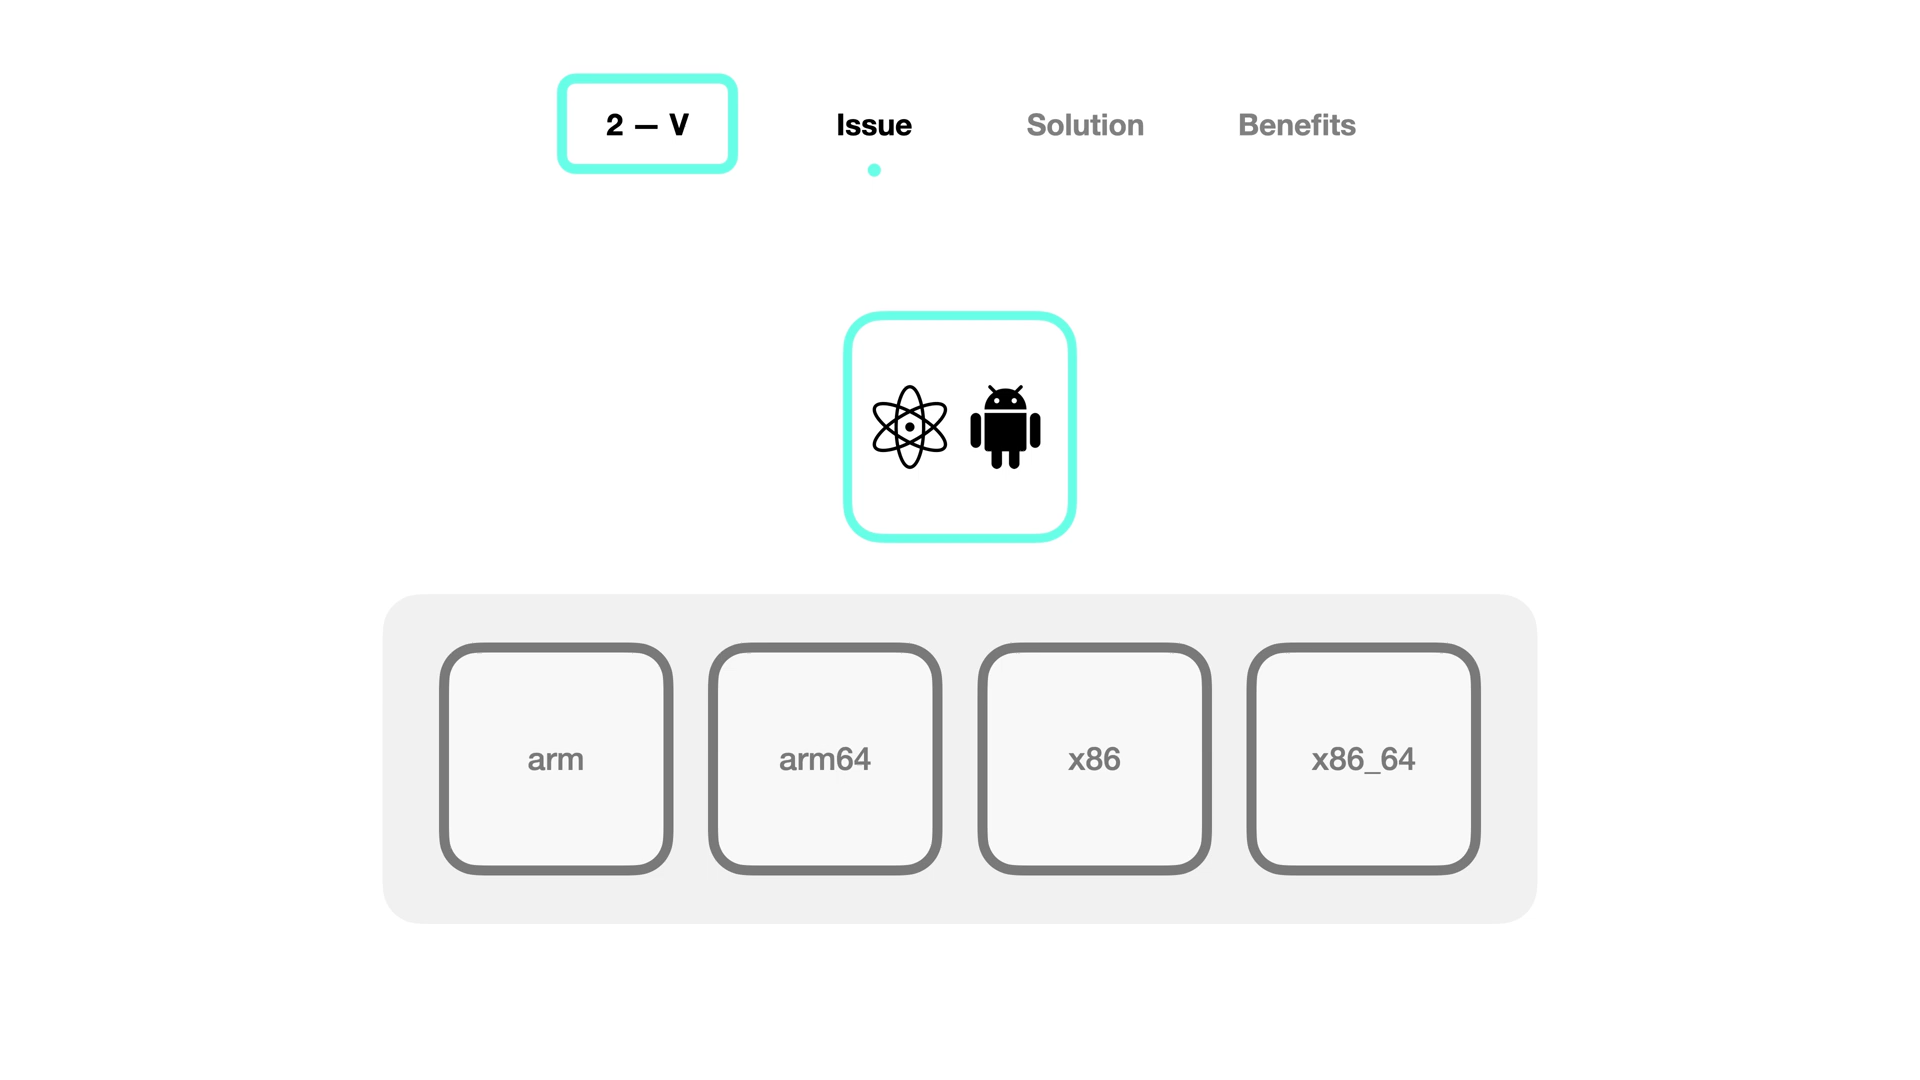 2 — V
Issue
Solution
Benefits
arm
arm64
x86
x86_64